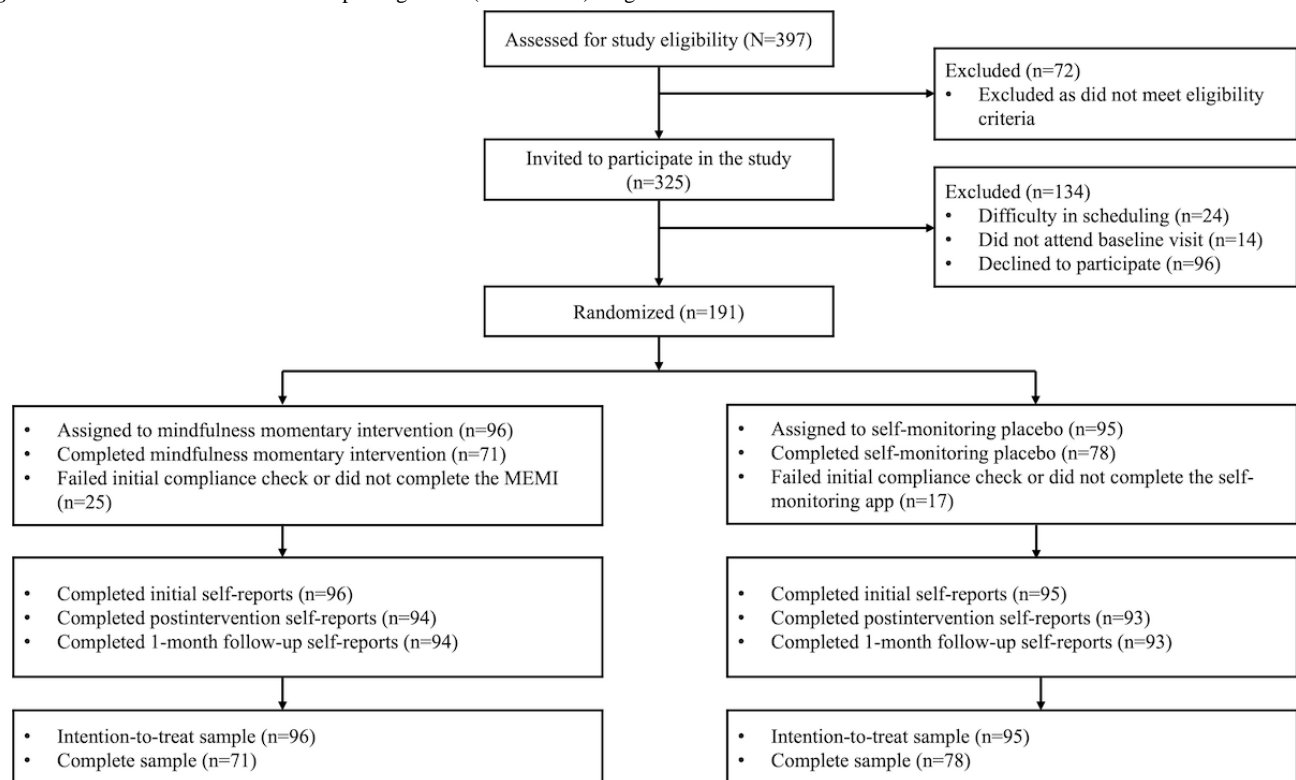 Assessed for study eligibility (N=397)
Excluded (n=72)
• Excluded as did not meet eligibility
criteria
Invited to participate in the study
(n=325)
Excluded (n=134)
• Difficulty in scheduling (n=24)
• Did not attend baseline visit (n=14)
• Declined to participate (n=96)
Randomized (n=191)
• Assigned to mindfulness momentary intervention (n=96)
• Completed mindfulness momentary intervention (n=71)
• Failed initial compliance check or did not complete the MEMI
(n=25)
• Assigned to self-monitoring placebo (n=95)
• Completed self-monitoring placebo (n=78)
• Failed initial compliance check or did not complete the self-
monitoring app (n=17)
• Completed initial self-reports (n=96)
• Completed postintervention self-reports (n=94)
• Completed 1-month follow-up self-reports (n=94)
• Completed initial self-reports (n=95)
• Completed postintervention self-reports (n=93)
• Completed 1-month follow-up self-reports (n=93)
• Intention-to-treat sample (n=96)
• Complete sample (n=71)
• Intention-to-treat sample (n=95)
• Complete sample (n=78)